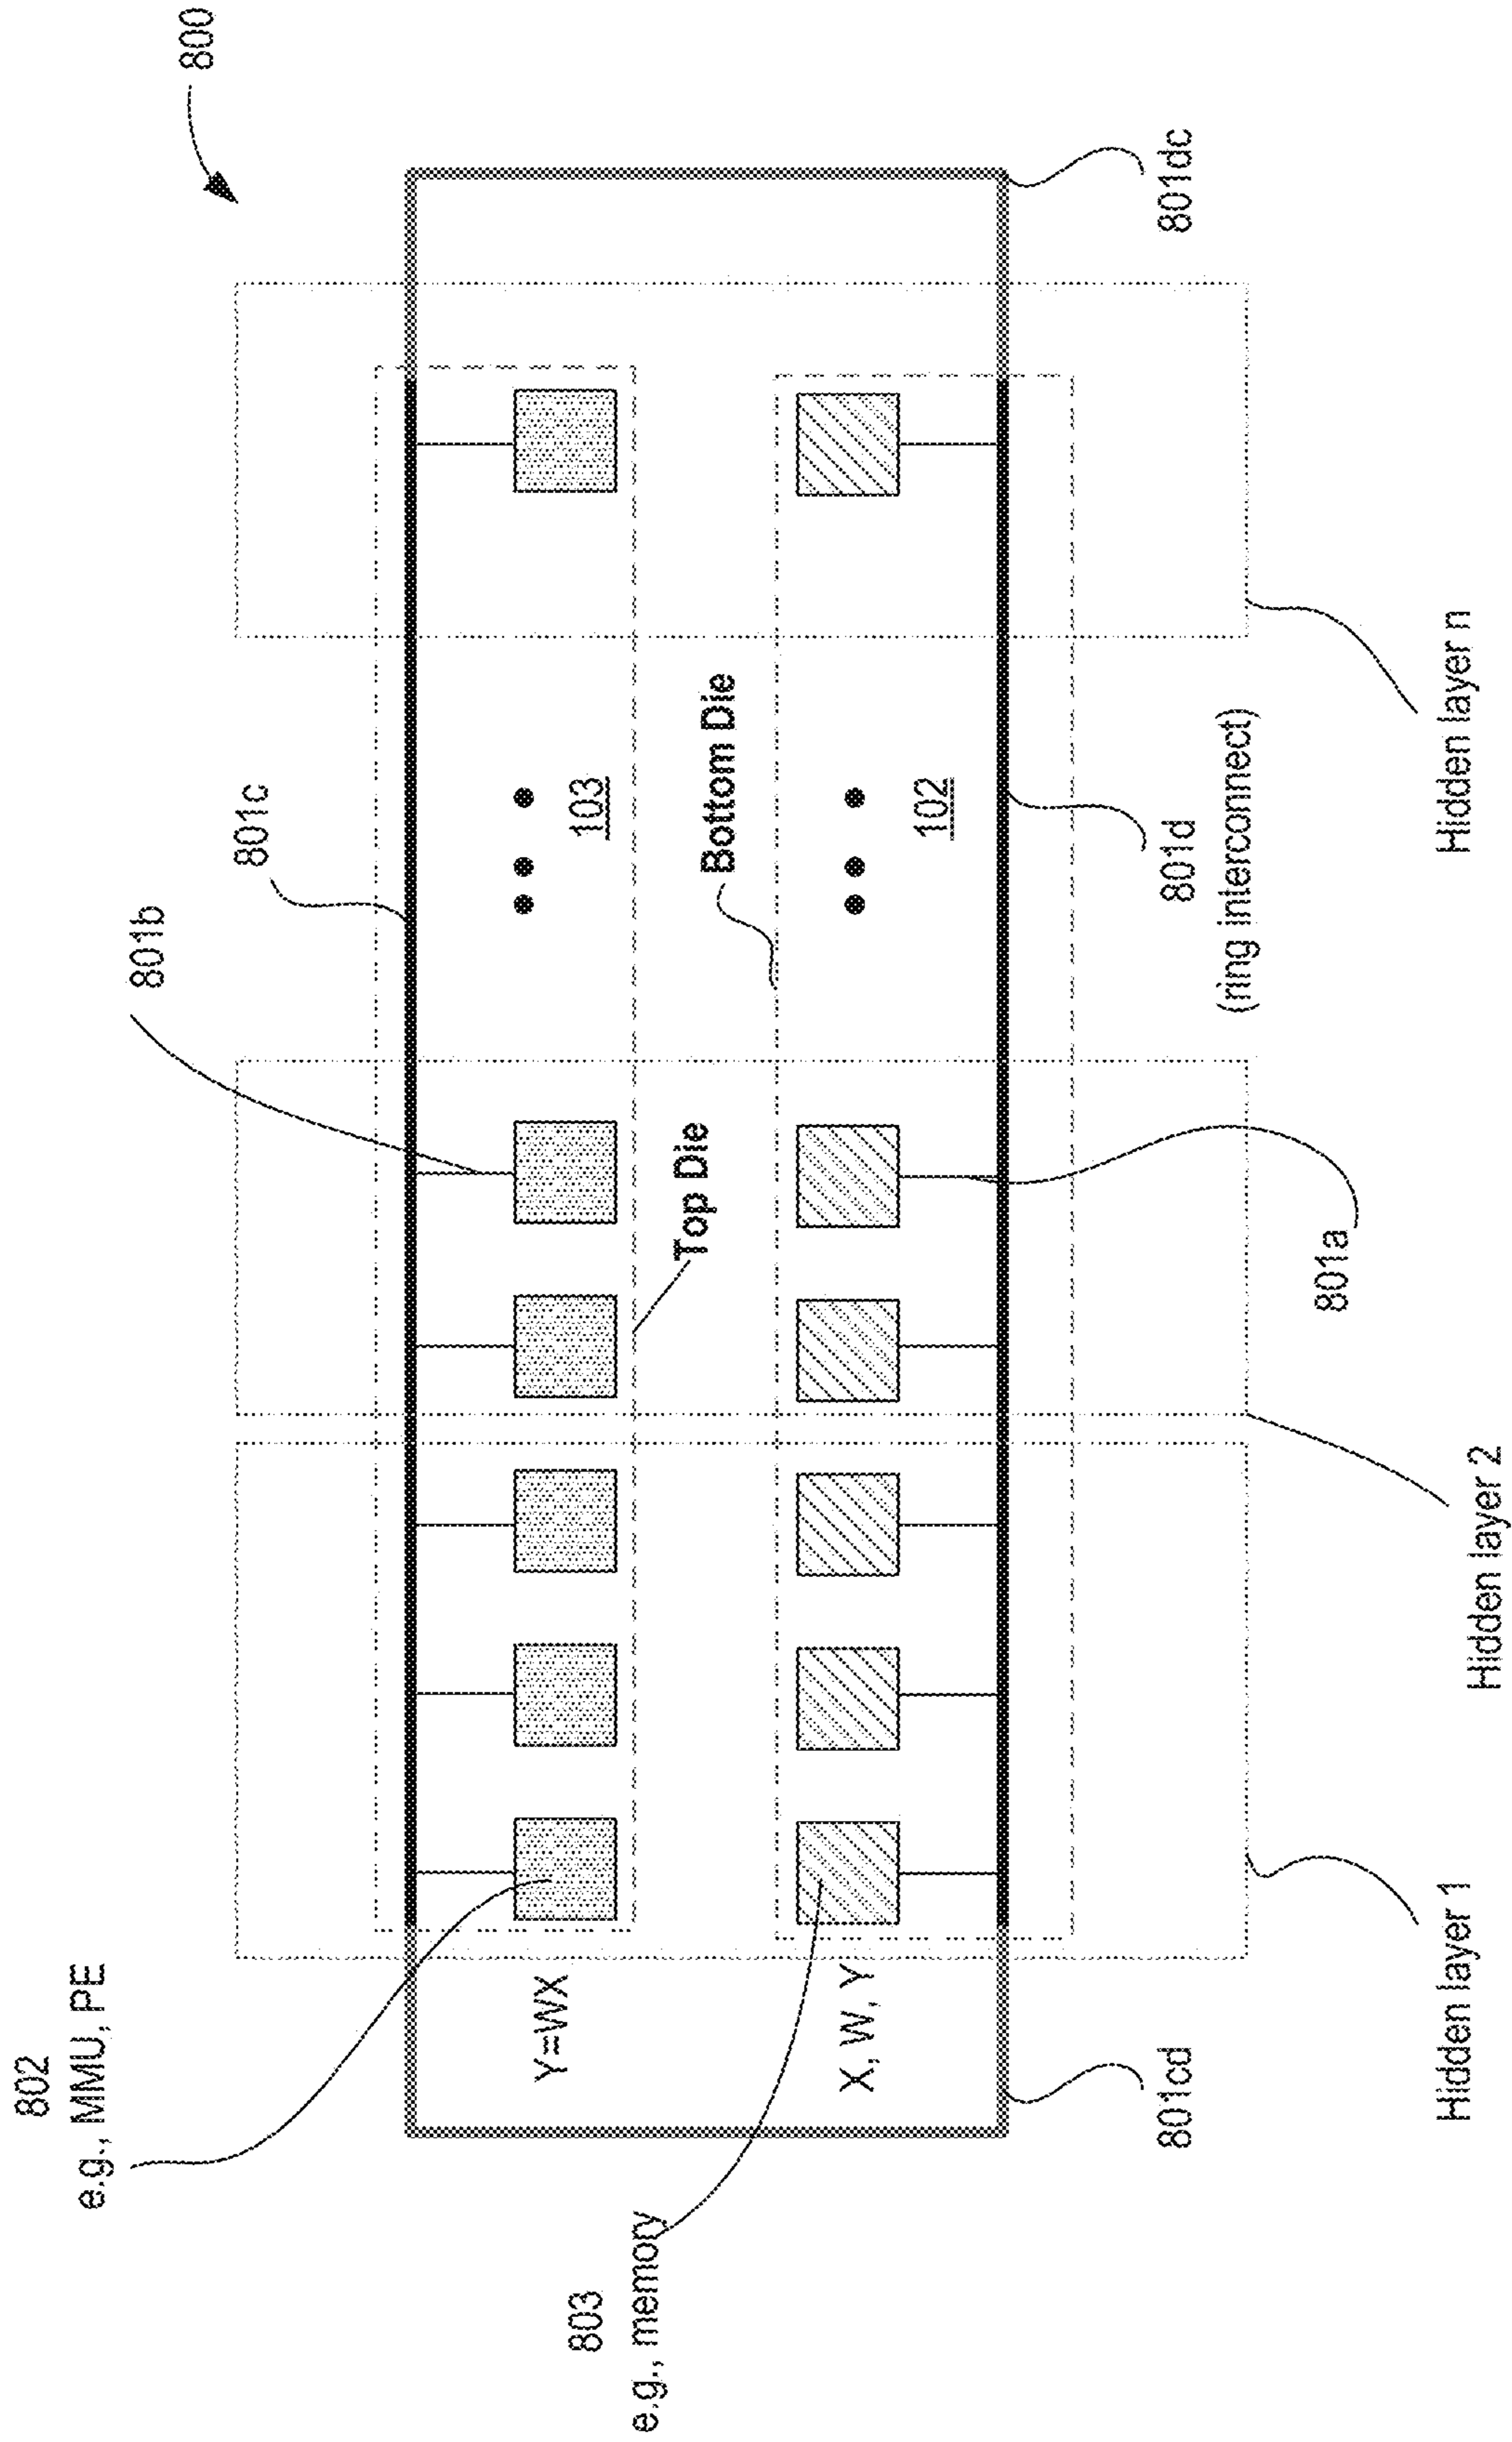 800
802
e.g., MMU, PE
801b
801c
803
e.g., memory
Y=WX
103
Top Die
Bottom Die
X, W, Y
102
801cd
801a
801d
(ring interconnect)
801dc
Hidden layer 1
Hidden layer 2
Hidden layer n